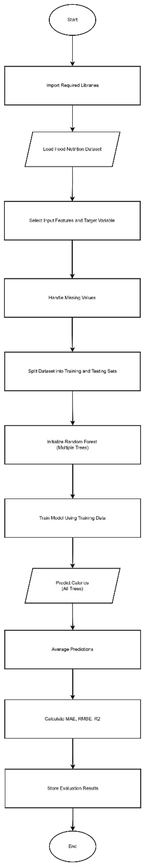 Start
Import Required Libraries
Load Food Nutrition Dataset
Select Input Features and Target Variable
Handle Missing Values
Split Dataset into Training and Testing Sets
Initialize Random Forest
(Multiple Trees)
Train Model Using Training Data
Predict Calories
(All Trees)
Average Predictions
Calculate MAE, RMSE, R2
Store Evaluation Results
End